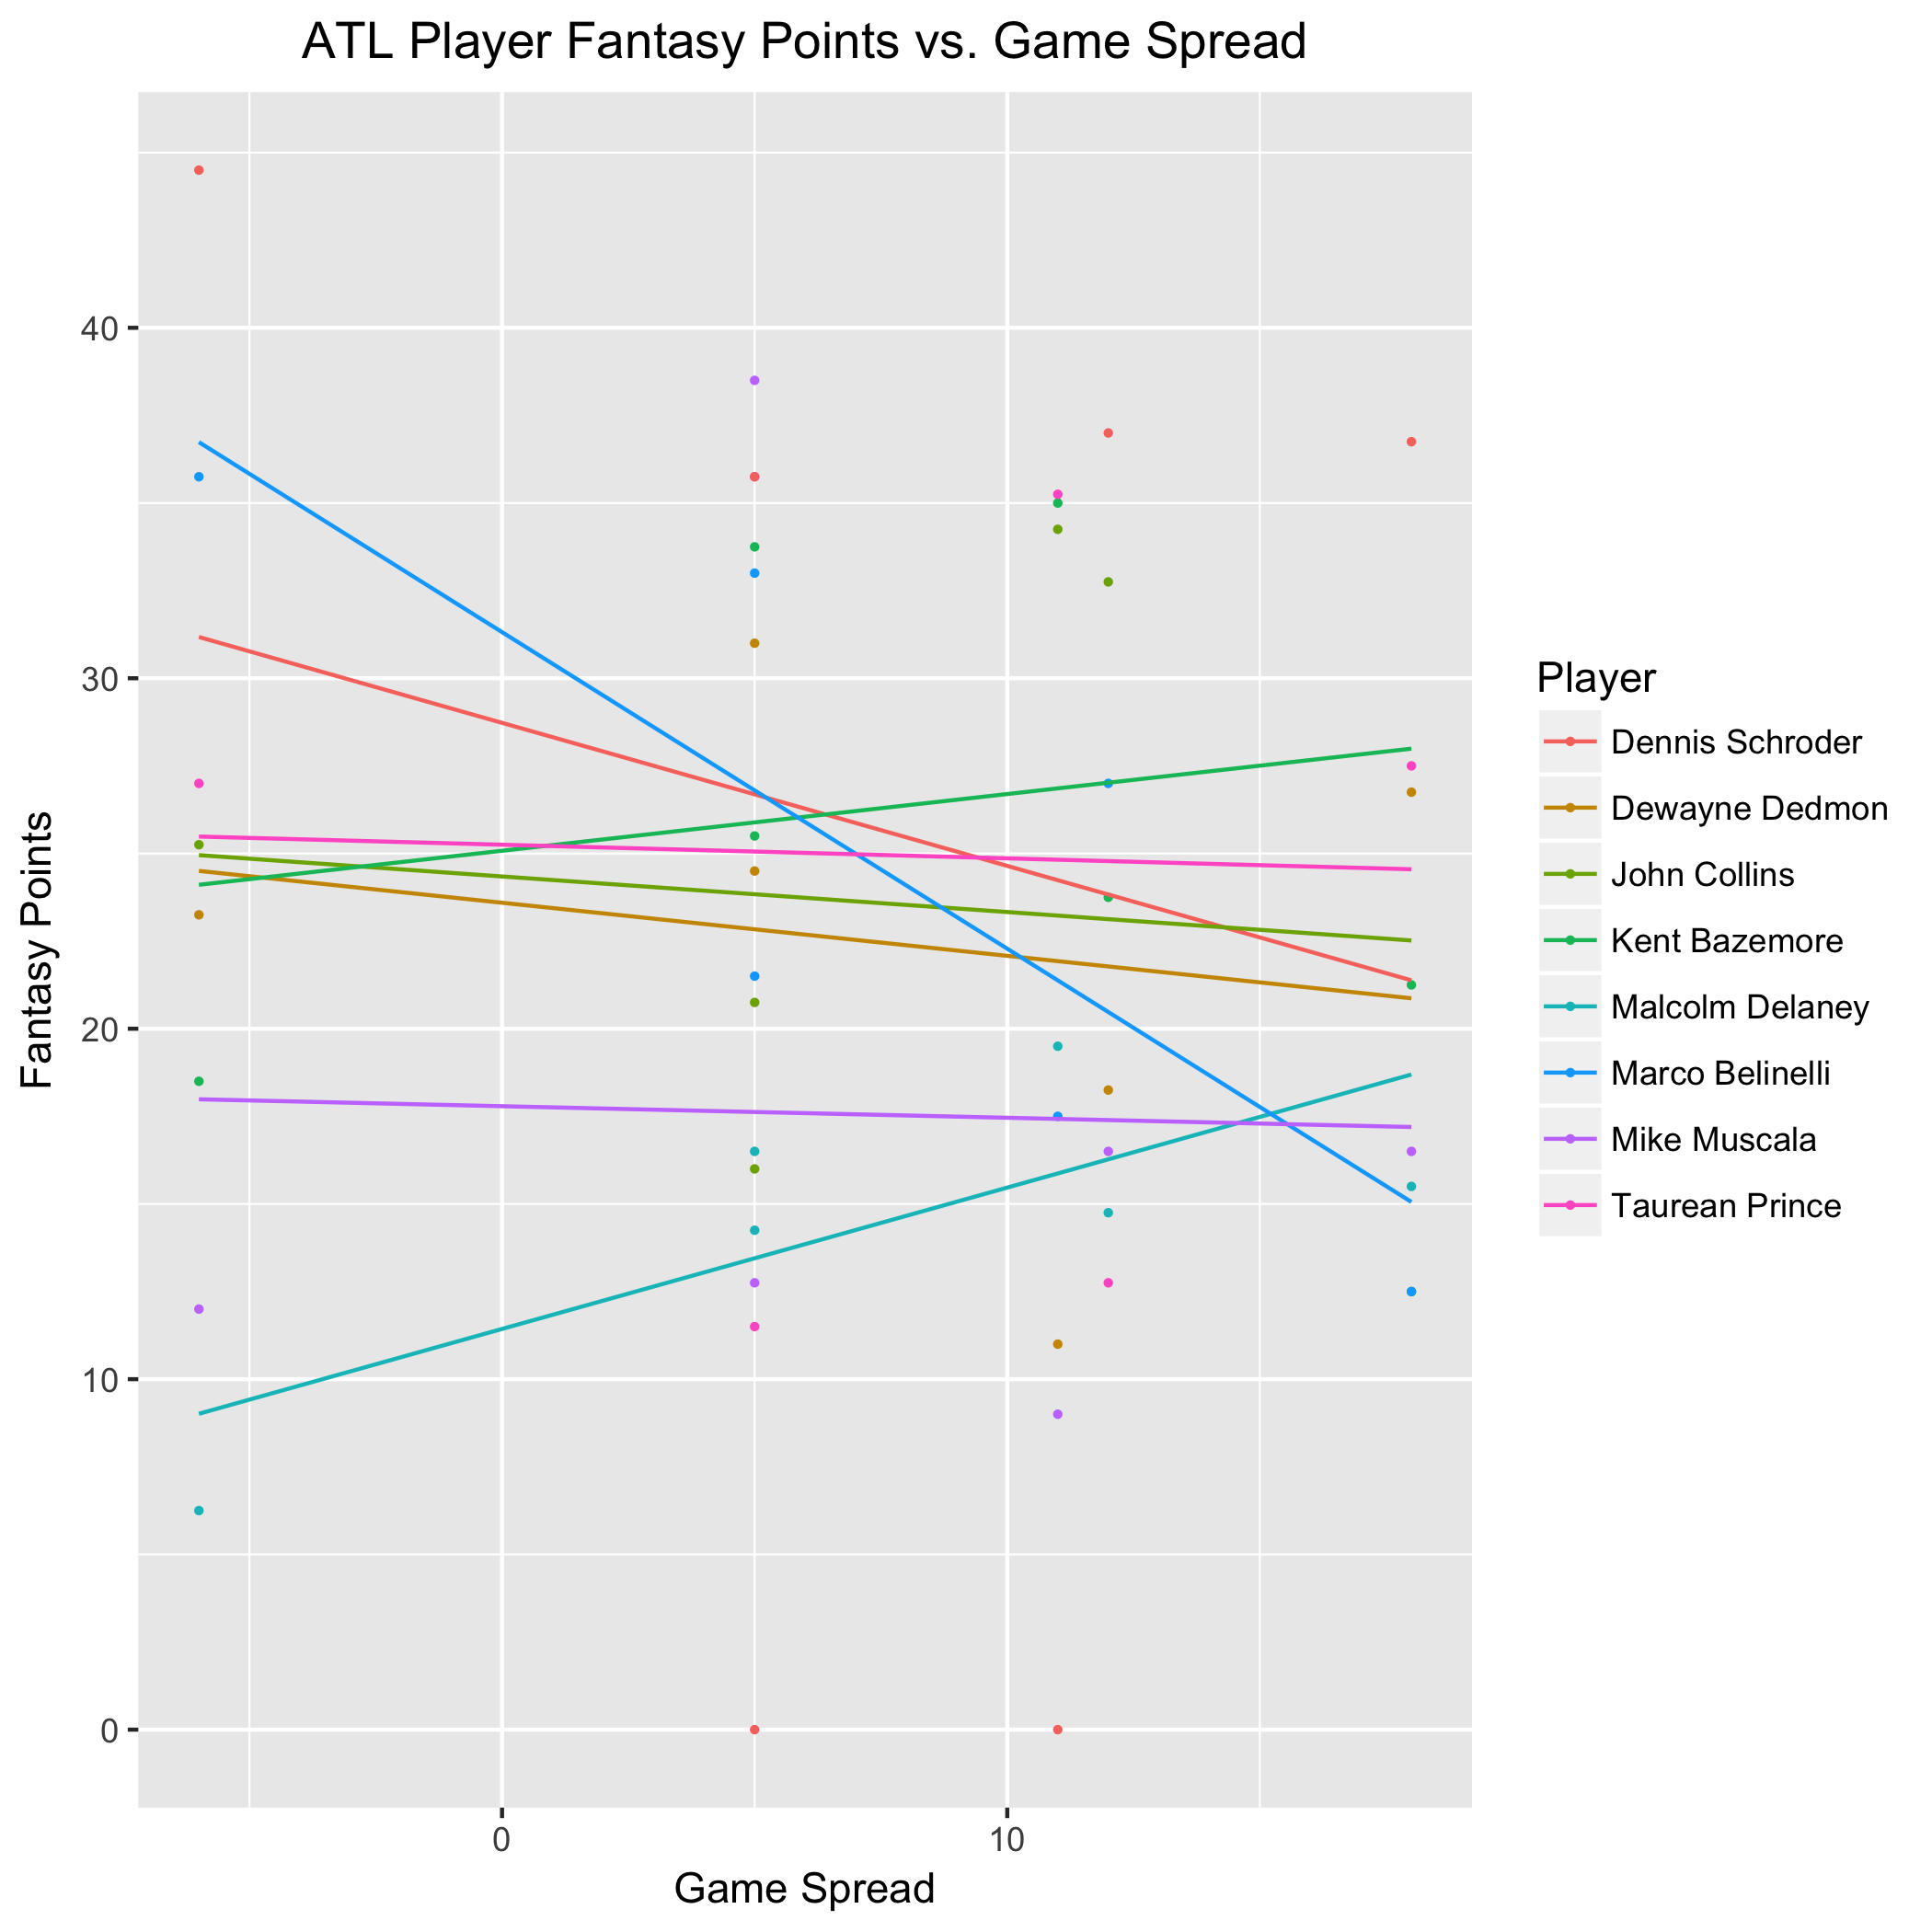 ATL Player Fantasy Points vs. Game Spread
Fantasy Points
40
30
20
10
0
0
10
Game Spread
Player
Dennis Schroder
Dewayne Dedmon
John Collins
Kent Bazemore
Malcolm Delaney
Marco Belinelli
Mike Muscala
Taurean Prince